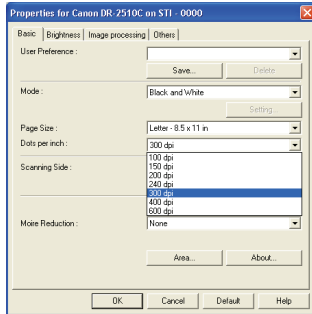 Properties for Canon DR-2510C on STI - 0000
Basic Brightness Image processing Others
User Preference :
Save... Delete
Mode : Black and White
Setting...
Page Size : Letter - 8.5 x 11 in
Dots per inch : 300 dpi
100 dpi
150 dpi
Scanning Side : 200 dpi
240 dpi
300 dpi
400 dpi
600 dpi
Moire Reduction : None
Area... About...
OK Cancel Default Help